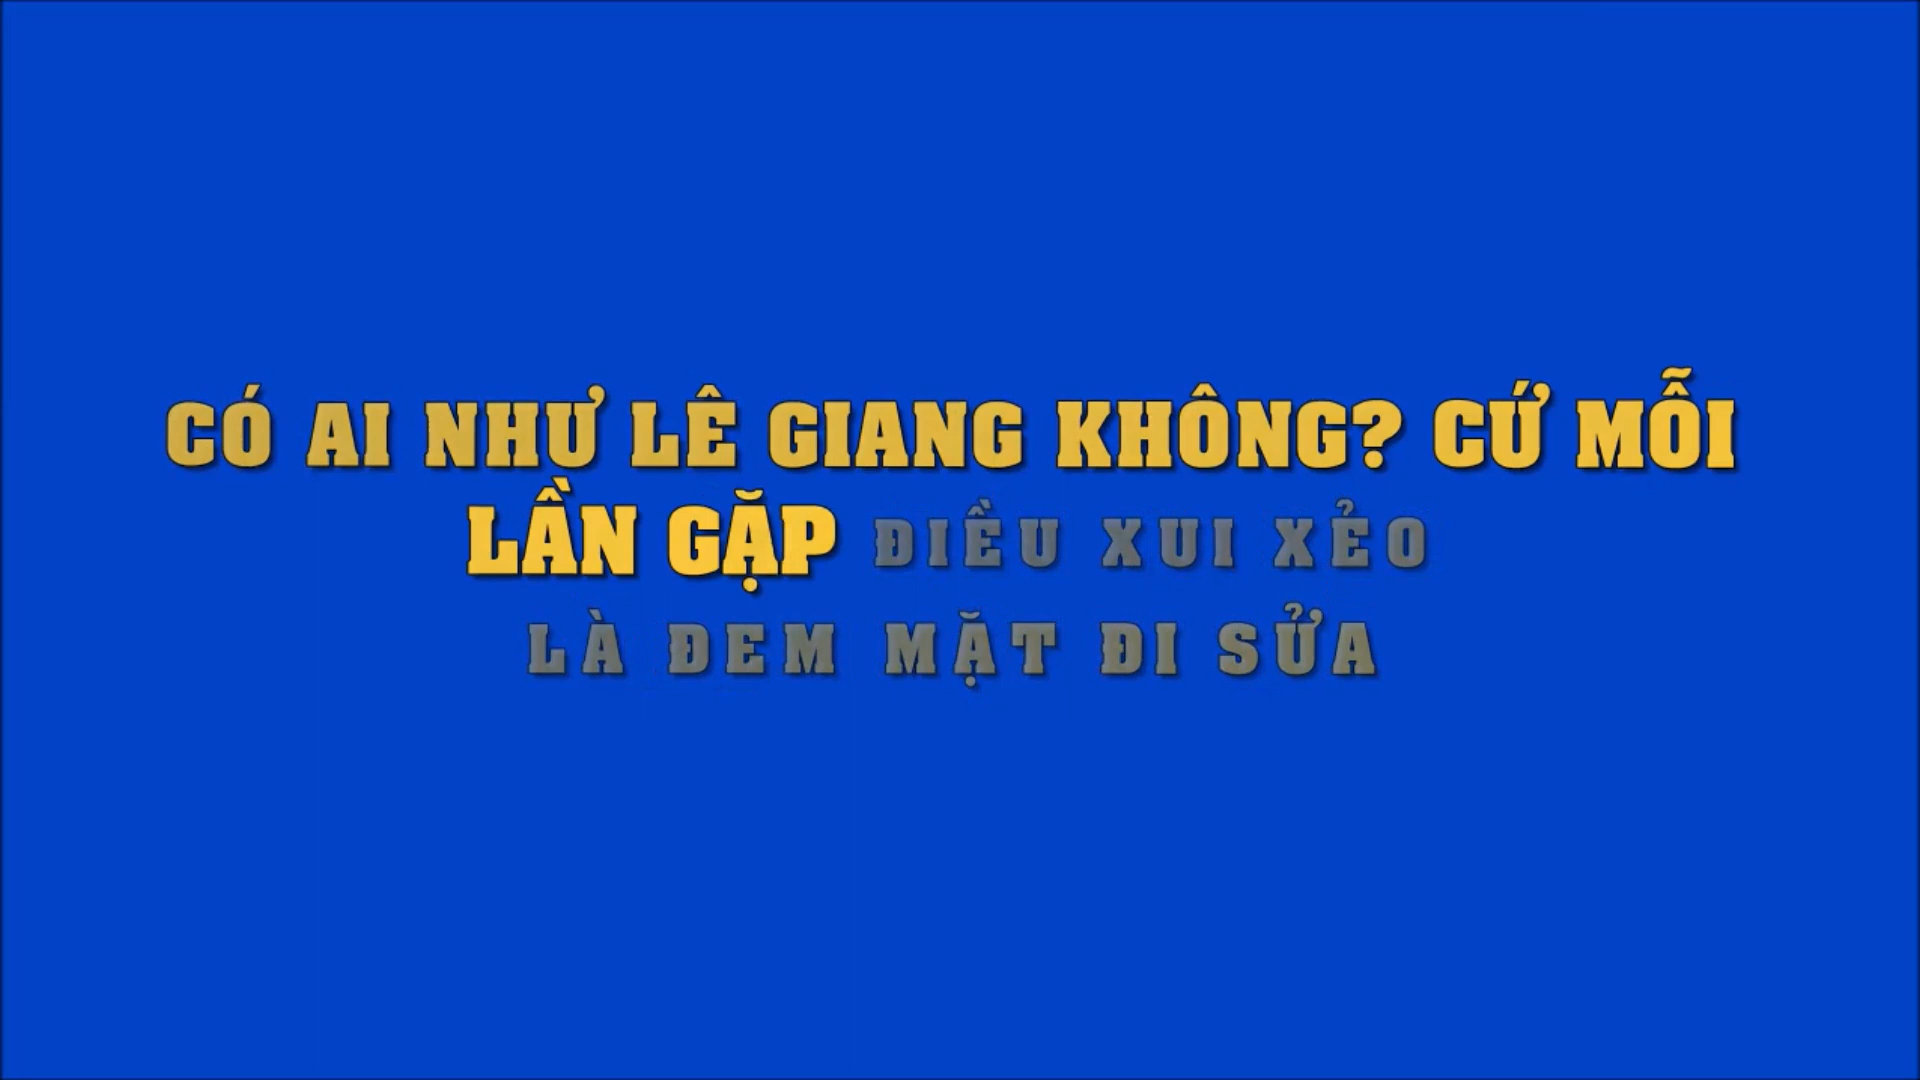 CÓ AI NHƯ LÊ GIANG KHÔNG? CỨ MỖI
LẦN GẶP ĐIỀU XUI XẺO
LÀ ĐEM MẶT ĐI SỬA